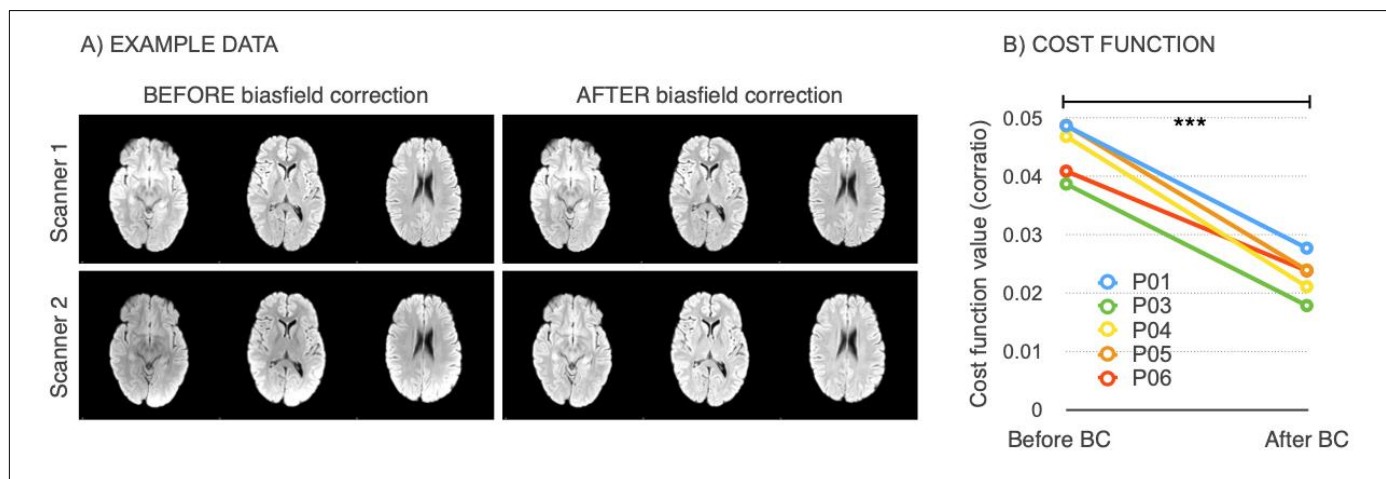 A) EXAMPLE DATA
BEFORE biasfield correction
AFTER biasfield correction
Scanner 1
Scanner 2
B) COST FUNCTION
***
Cost function value (corratio)
0.05
0.04
0.03
0.02
0.01
0
P01
P03
P04
P05
P06
Before BC
After BC